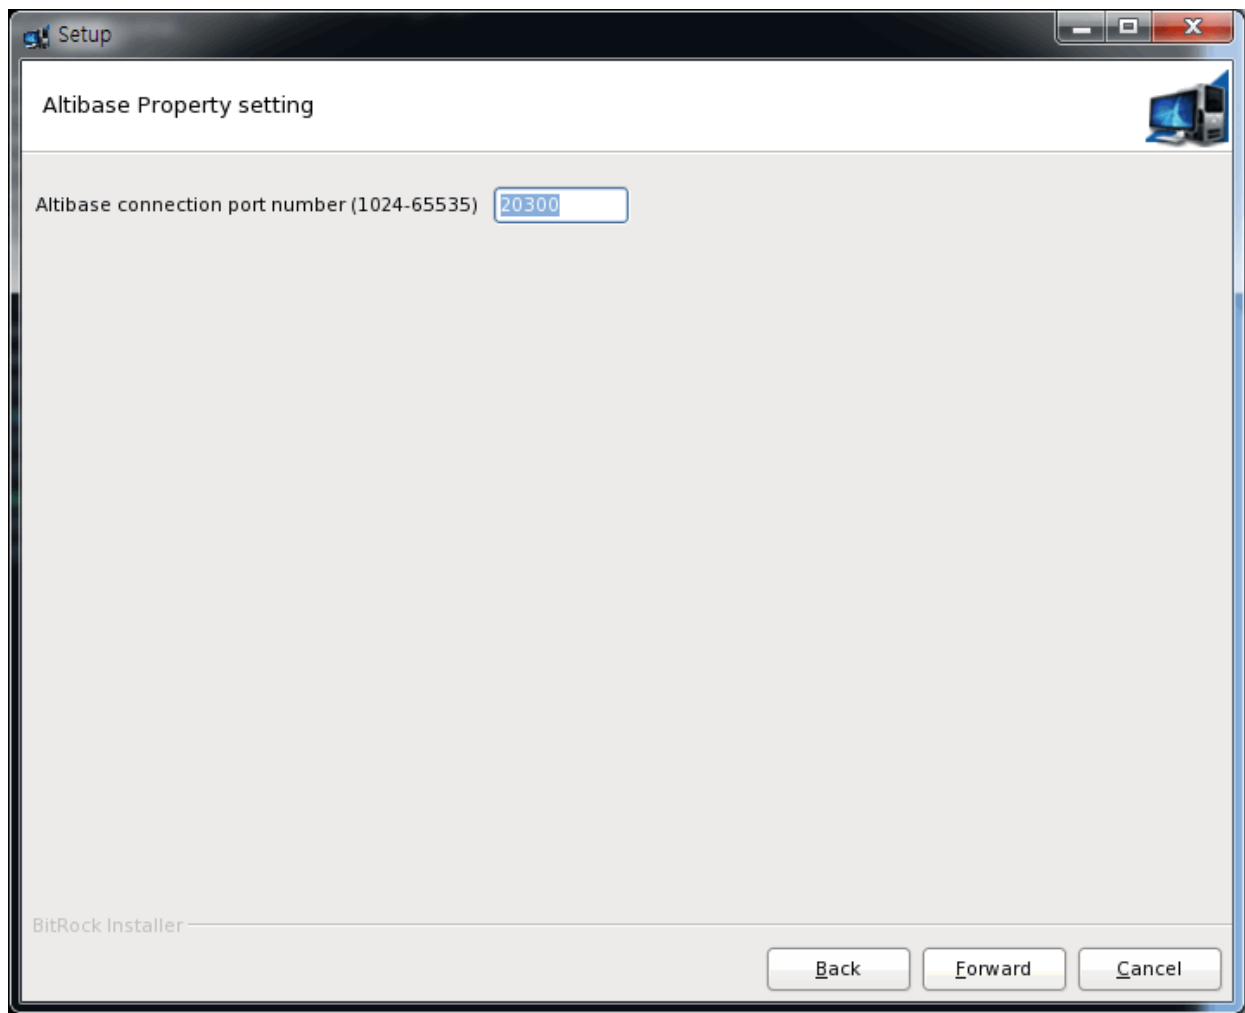 Setup
Altibase Property setting
Altibase connection port number (1024-65535) 20300
BitRock Installer
Back Forward Cancel